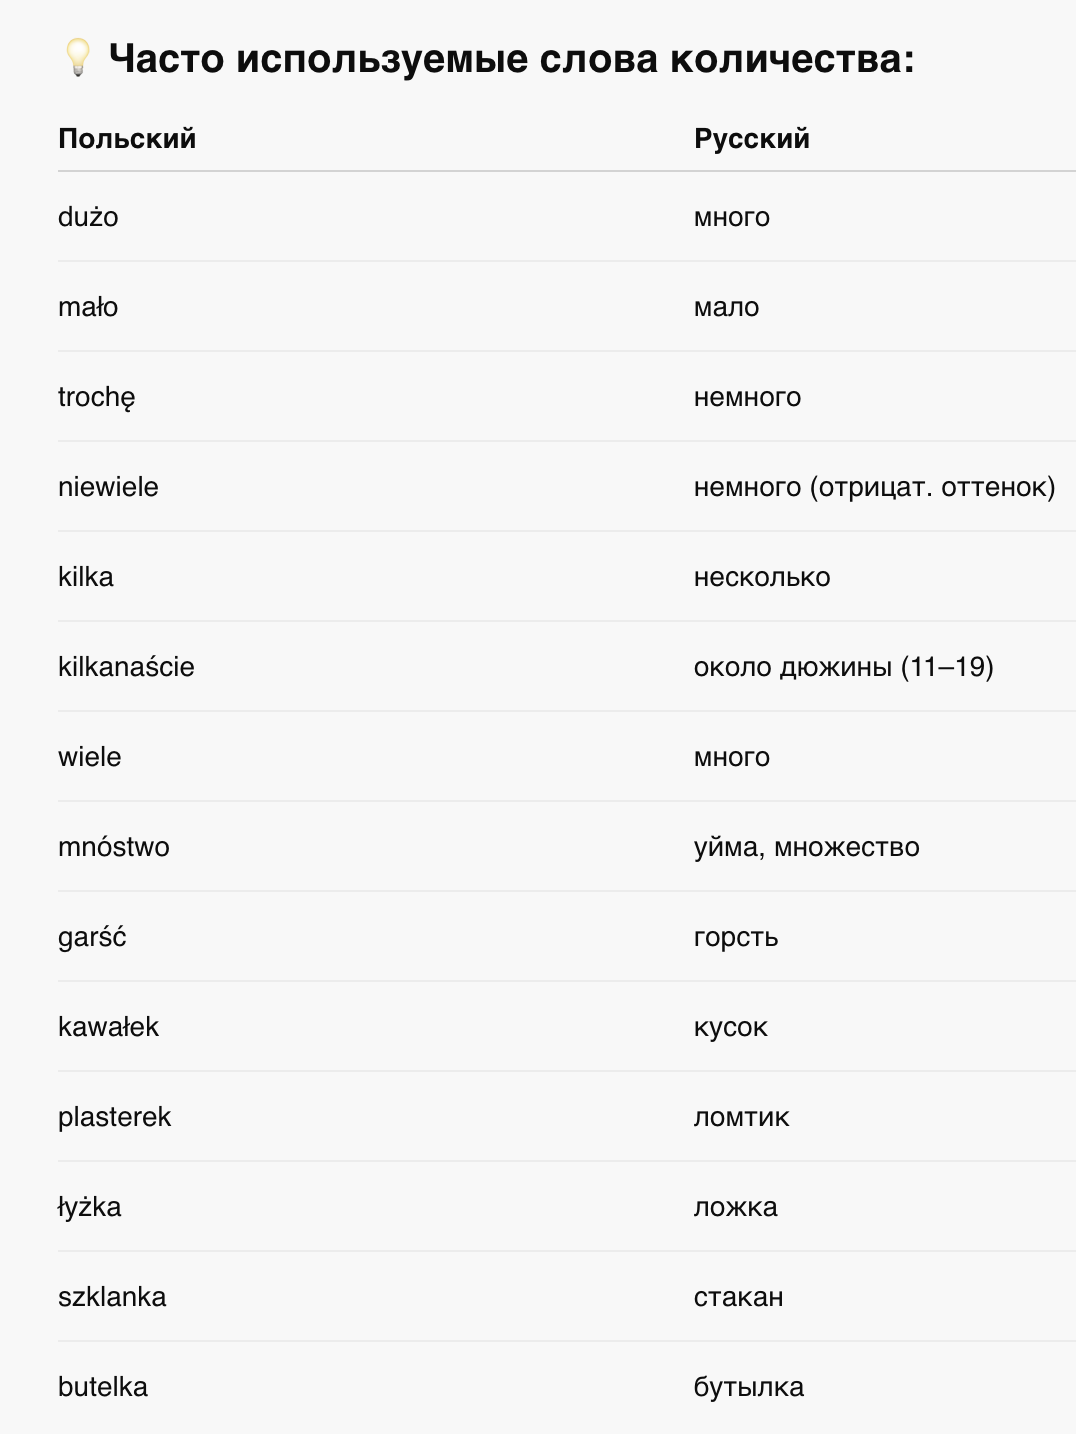 💡 Часто используемые слова количества:
Польский Русский
dużo много
mało мало
trochę немного
niewiele немного (отрицат. оттенок)
kilka несколько
kilkanaście около дюжины (11–19)
wiele много
mnóstwo уйма, множество
garść горсть
kawałek кусок
plasterek ломтик
łyżka ложка
szklanka стакан
butelka бутылка